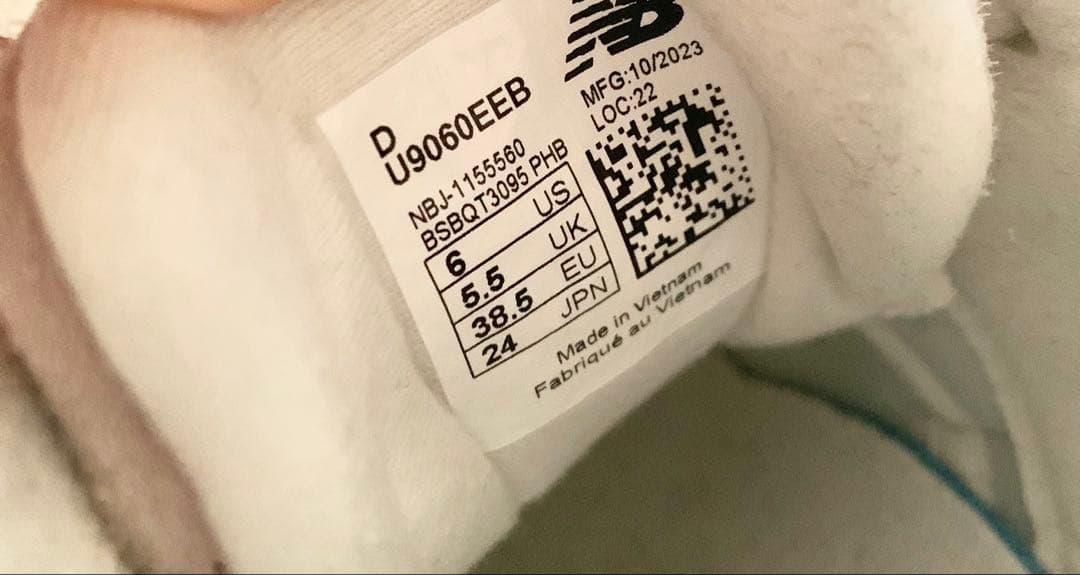 D
U9060EEB
NBJ-1155560
BSBQT3095 PHB
6 US
5.5 UK
38.5 EU
24 JPN
NB
MFG:10/2023
LOC:22
Made in Vietnam
Fabriqué au Vietnam